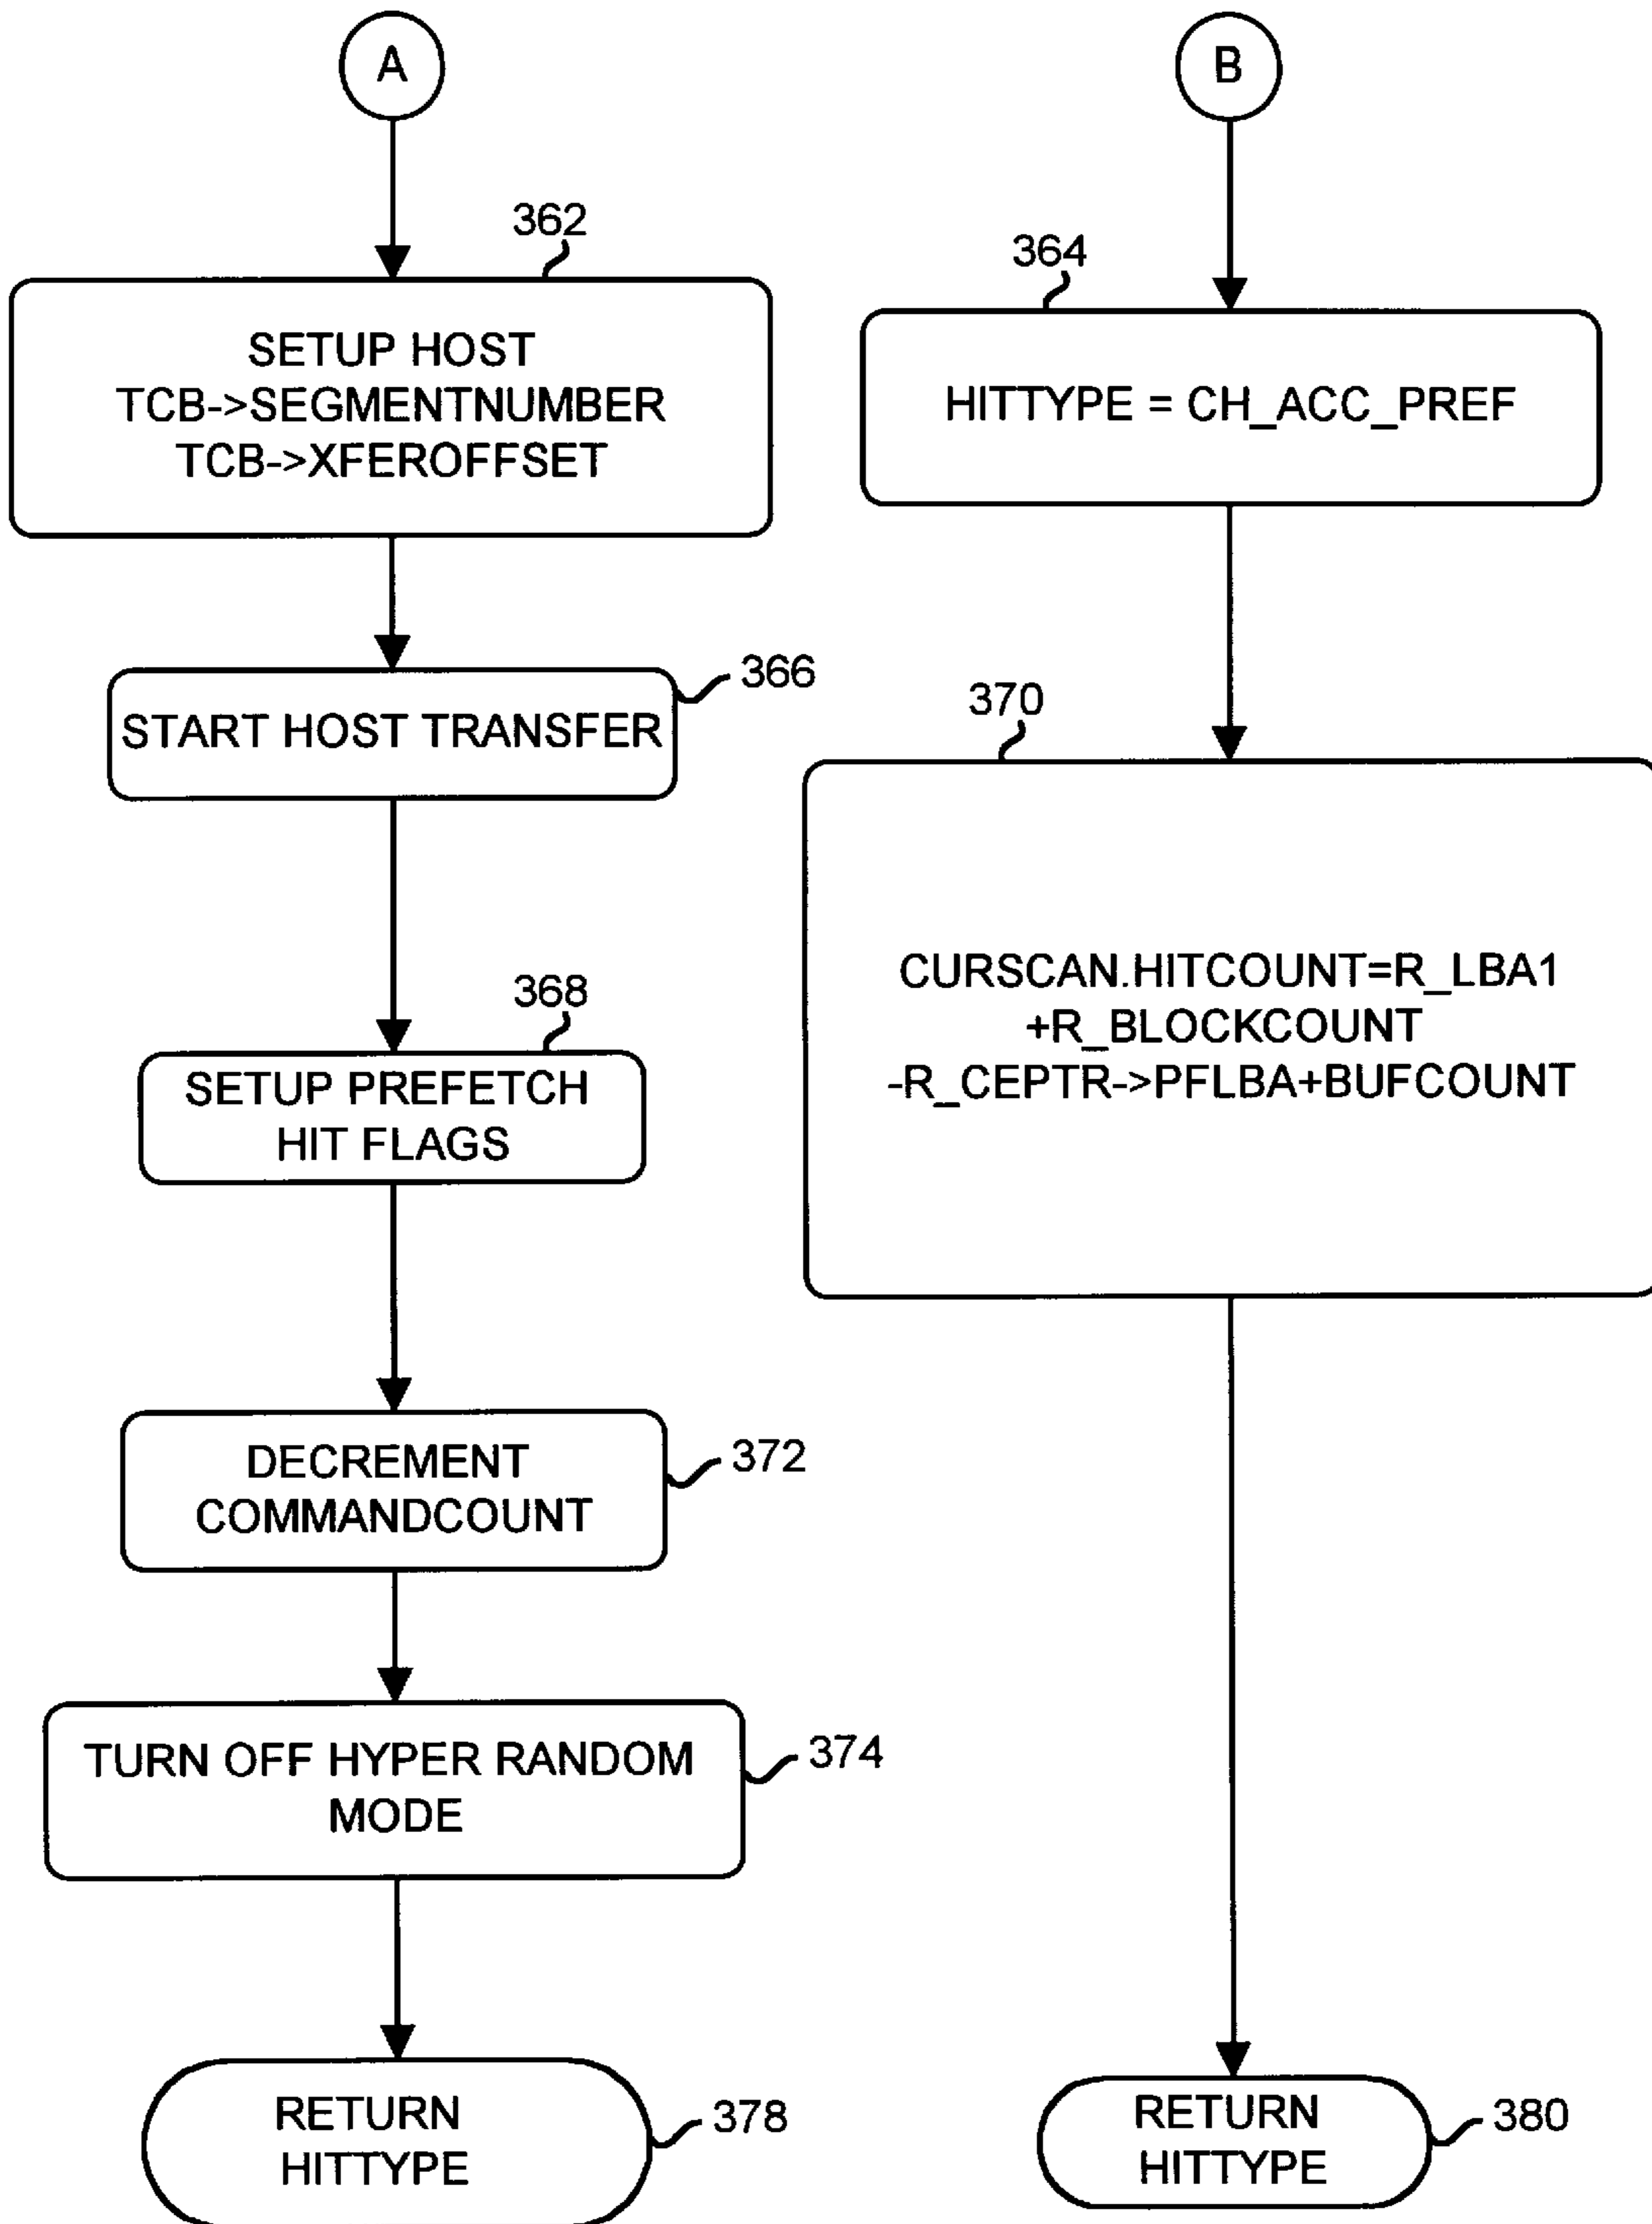 A
362
SETUP HOST
TCB->SEGMENTNUMBER
TCB->XFEROFFSET
366
START HOST TRANSFER
368
SETUP PREFETCH
HIT FLAGS
372
DECREMENT
COMMANDCOUNT
374
TURN OFF HYPER RANDOM
MODE
378
RETURN
HITTYPE
B
364
HITTYPE = CH_ACC_PREF
370
CURSCAN.HITCOUNT=R_LBA1
+R_BLOCKCOUNT
-R_CEPTR->PFLBA+BUFCOUNT
380
RETURN
HITTYPE